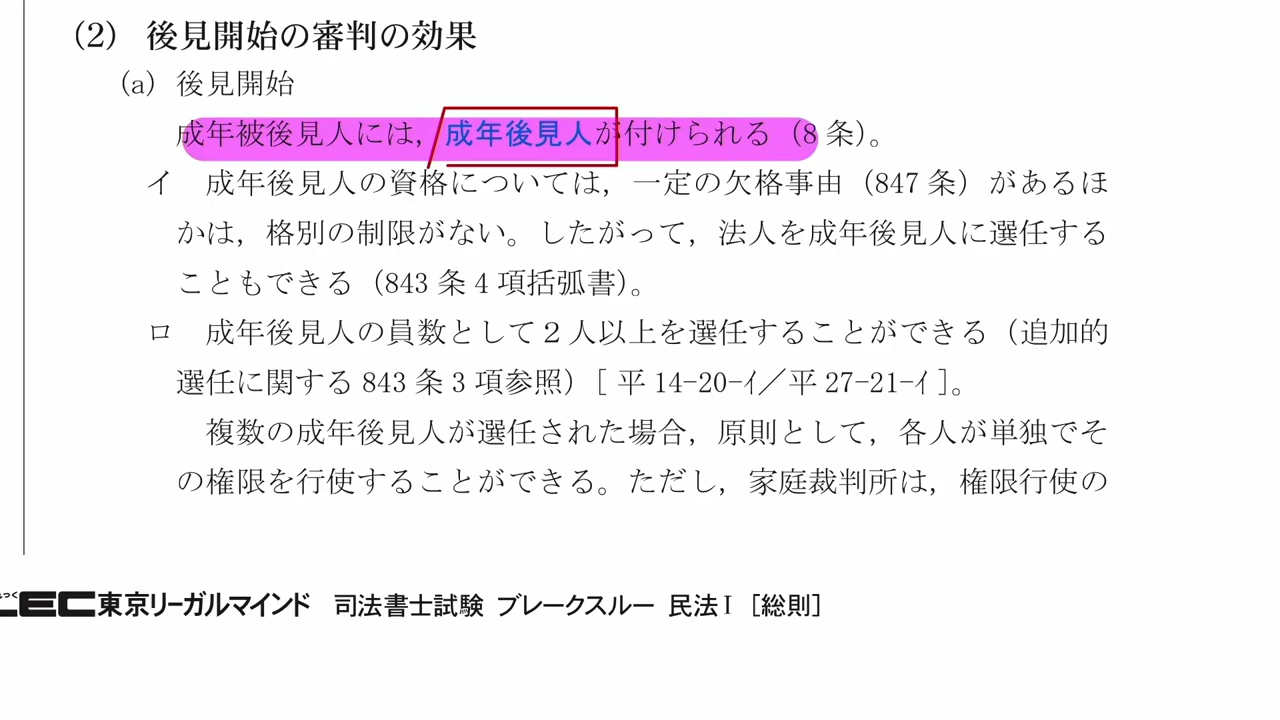 (2) 後見開始の審判の効果
(a) 後見開始
成年被後見人には，成年後見人が付けられる（8 条）。
イ　成年後見人の資格については，一定の欠格事由（847 条）があるほ
かは，格別の制限がない。したがって，法人を成年後見人に選任する
こともできる（843 条 4 項括弧書）。
ロ　成年後見人の員数として２人以上を選任することができる（追加的
選任に関する 843 条 3 項参照）[ 平 14-20-ｲ／平 27-21-ｲ ]。
複数の成年後見人が選任された場合，原則として，各人が単独でそ
の権限を行使することができる。ただし，家庭裁判所は，権限行使の
LEC東京リーガルマインド　司法書士試験 ブレークスルー 民法Ⅰ［総則］